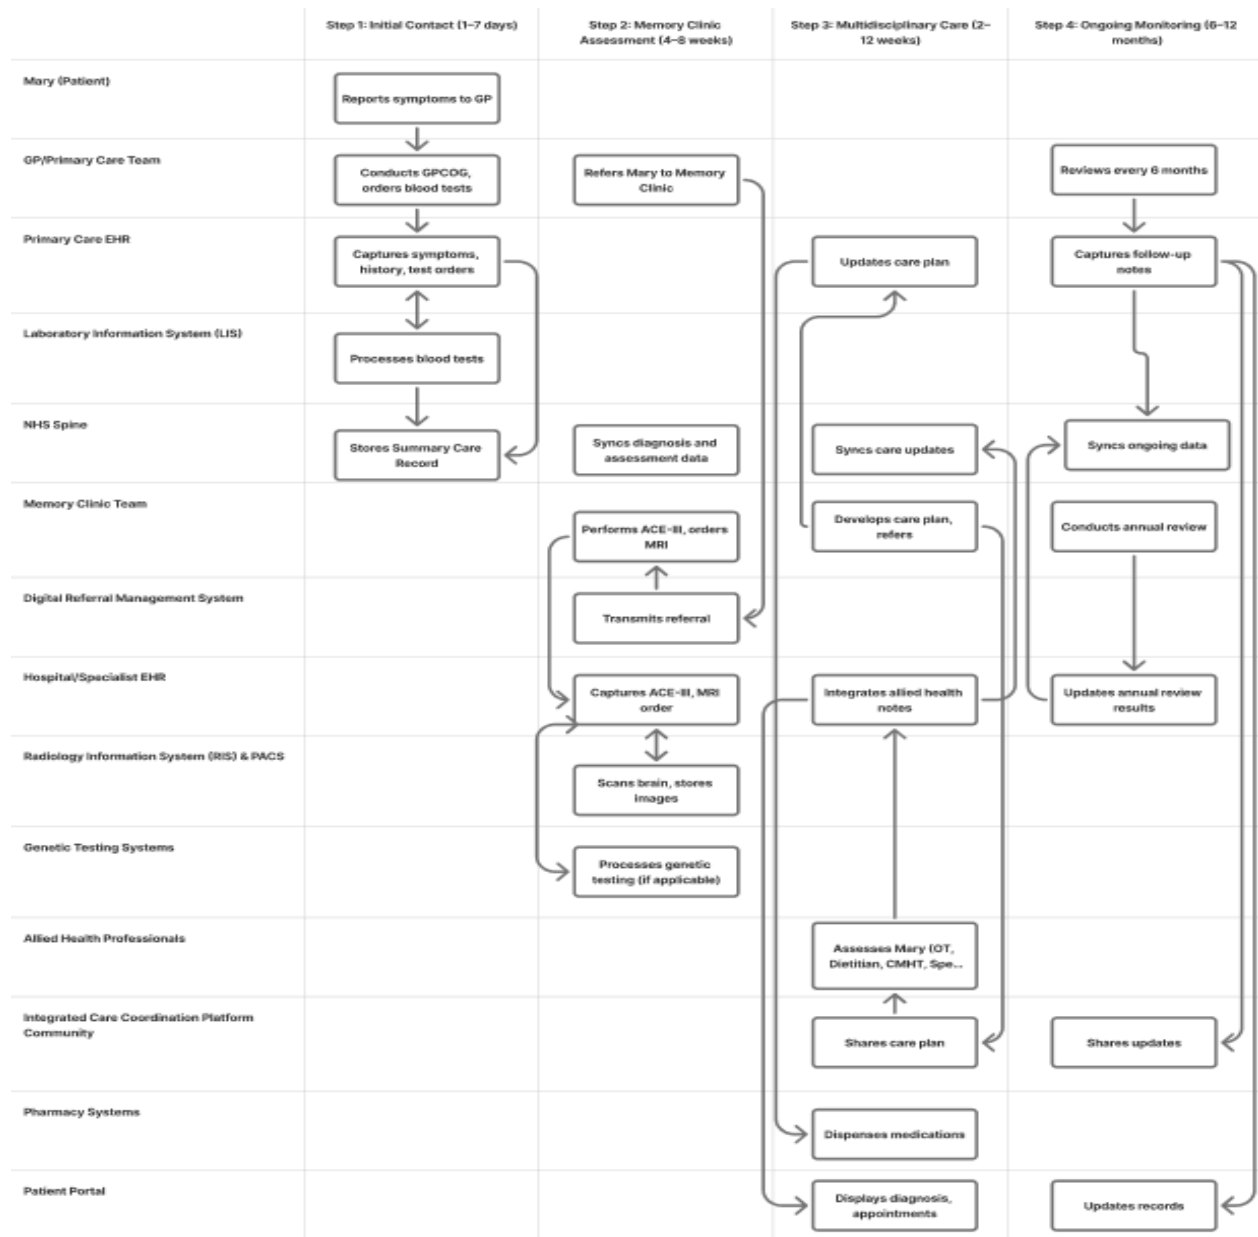 Step 1: Initial Contact (1–7 days)
Step 2: Memory Clinic
Assessment (4–8 weeks)
Step 3: Multidisciplinary Care (2–
12 weeks)
Step 4: Ongoing Monitoring (6–12
months)
Mary (Patient)
Reports symptoms to GP
GP/Primary Care Team
Conducts GPCOG,
orders blood tests
Refers Mary to Memory
Clinic
Reviews every 6 months
Primary Care EHR
Captures symptoms,
history, test orders
Updates care plan
Captures follow-up
notes
Laboratory Information System (LIS)
Processes blood tests
NHS Spine
Stores Summary Care
Record
Syncs diagnosis and
assessment data
Syncs care updates
Syncs ongoing data
Memory Clinic Team
Performs ACE-III, orders
MRI
Develops care plan,
refers
Conducts annual review
Digital Referral Management System
Transmits referral
Hospital/Specialist EHR
Captures ACE-III, MRI
order
Integrates allied health
notes
Updates annual review
results
Radiology Information System (RIS) & PACS
Scans brain, stores
images
Genetic Testing Systems
Processes genetic
testing (if applicable)
Allied Health Professionals
Assesses Mary (OT,
Dietitian, CMHT, Spe...
Integrated Care Coordination Platform
Community
Shares care plan
Shares updates
Pharmacy Systems
Dispenses medications
Patient Portal
Displays diagnosis,
appointments
Updates records